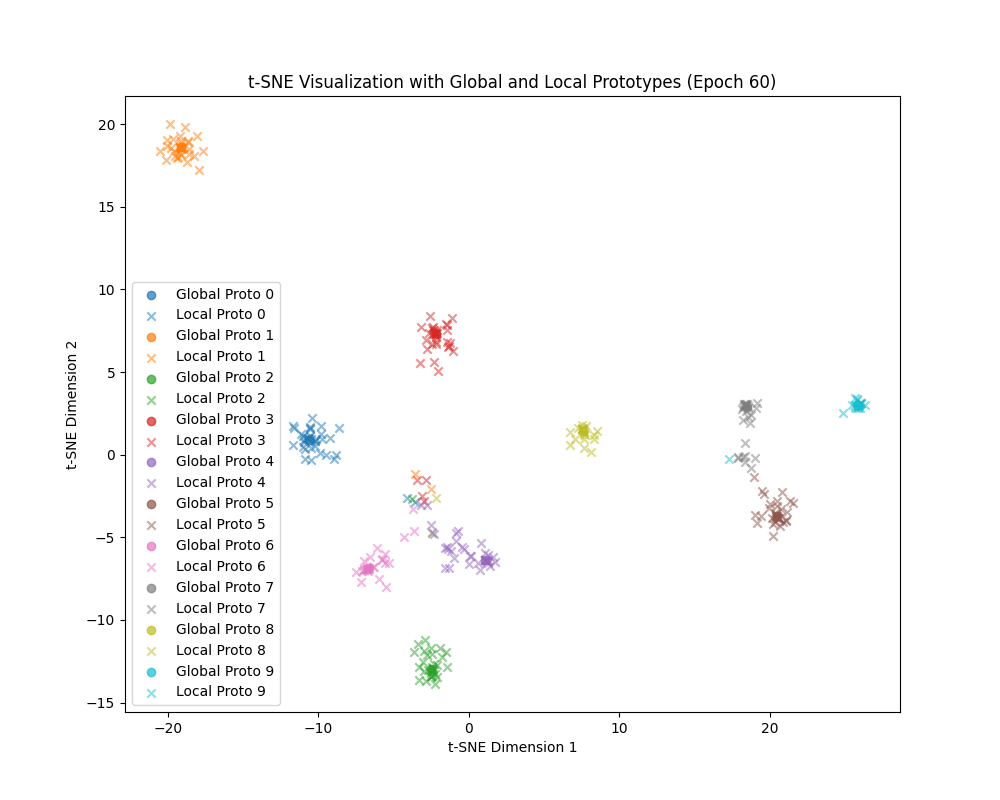 t-SNE Visualization with Global and Local Prototypes (Epoch 60)
t-SNE Dimension 2
20
15
10
5
0
−5
−10
−15
Global Proto 0
Local Proto 0
Global Proto 1
Local Proto 1
Global Proto 2
Local Proto 2
Global Proto 3
Local Proto 3
Global Proto 4
Local Proto 4
Global Proto 5
Local Proto 5
Global Proto 6
Local Proto 6
Global Proto 7
Local Proto 7
Global Proto 8
Local Proto 8
Global Proto 9
Local Proto 9
−20 −10 0 10 20
t-SNE Dimension 1